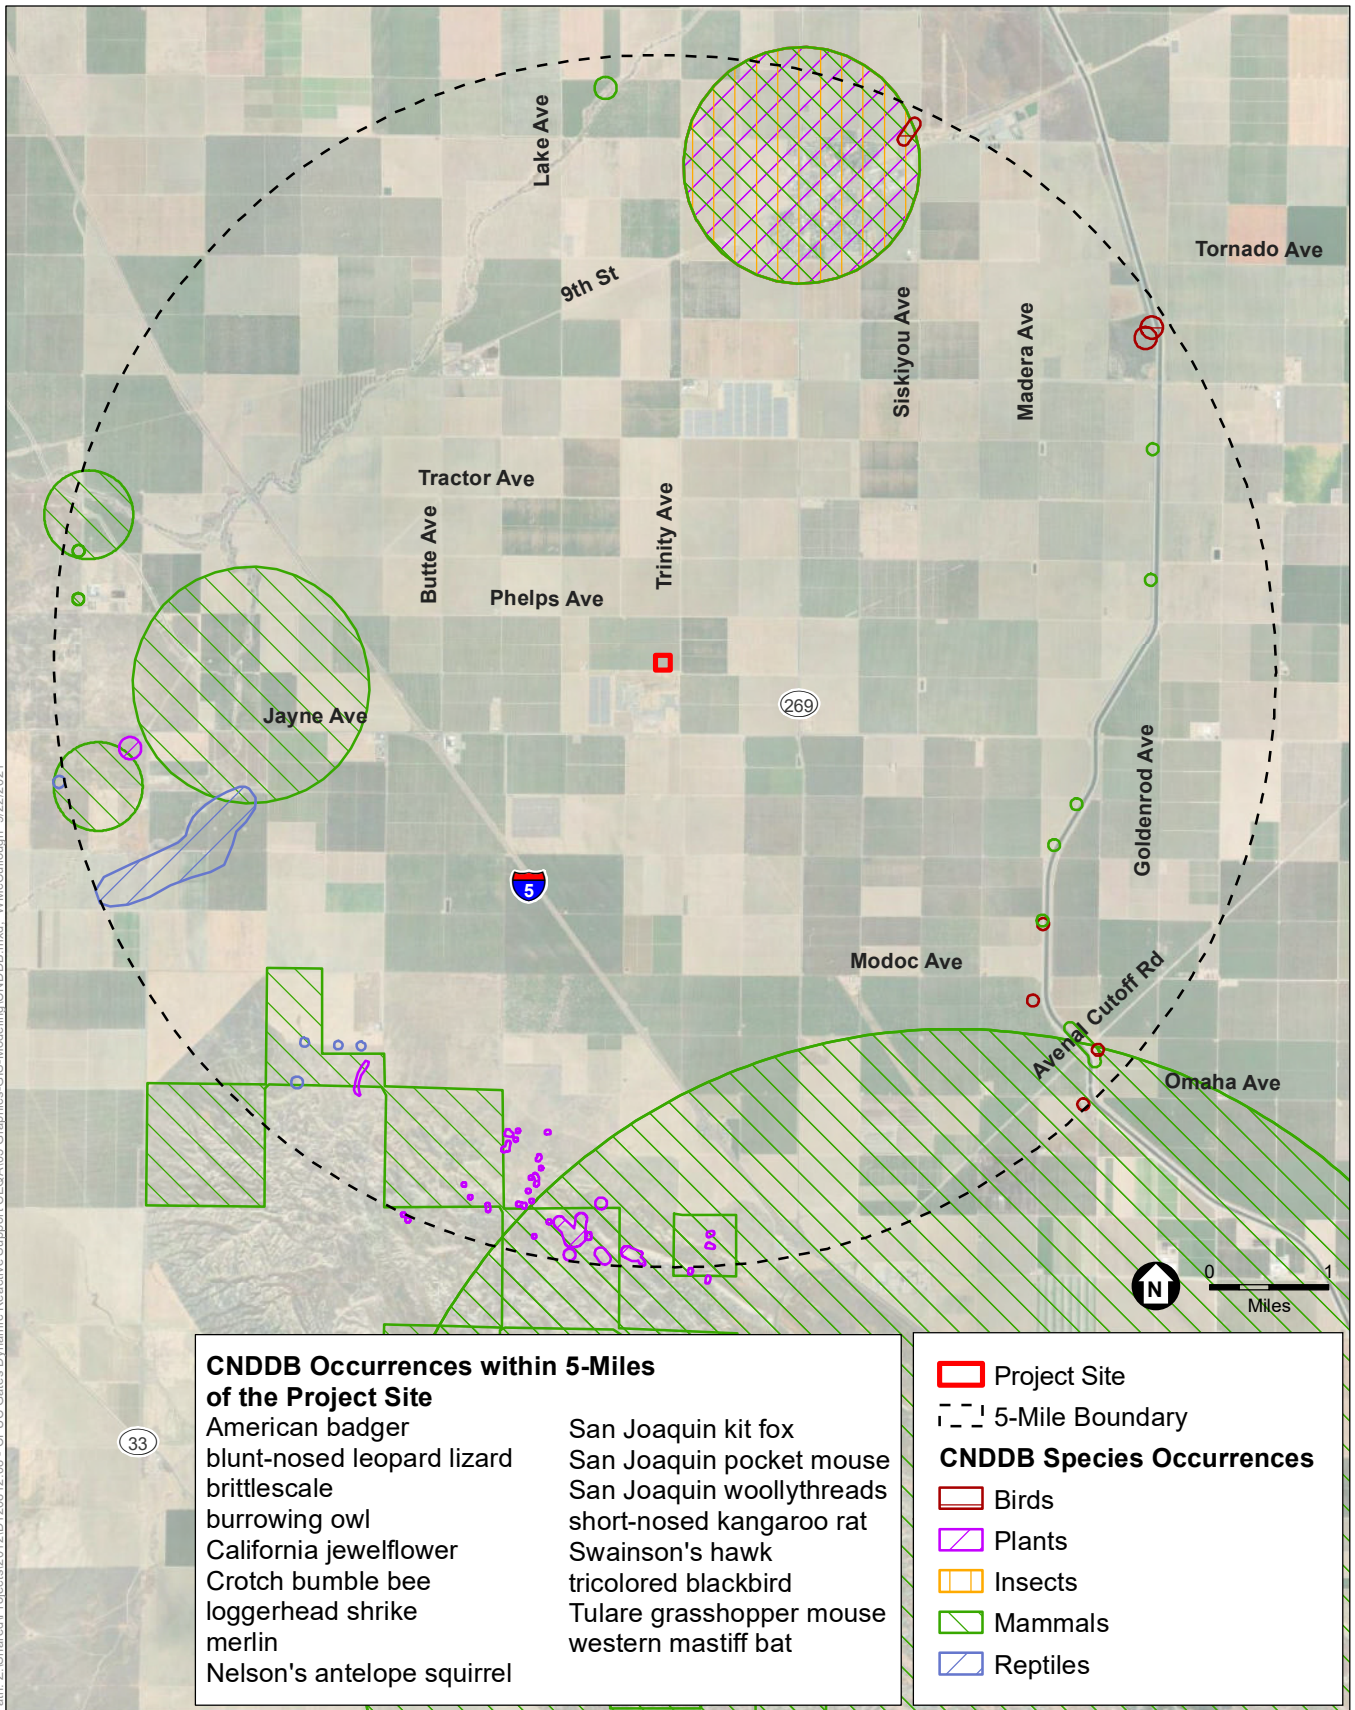 Lake Ave
Tornado Ave
9th St
Siskiyou Ave
Madera Ave
Tractor Ave
Trinity Ave
Butte Ave
Phelps Ave
269
Jayne Ave
Goldenrod Ave
5
Modoc Ave
Avenal Cutoff Rd
Omaha Ave
N
0 1
Miles
33
CNDDB Occurrences within 5-Miles
of the Project Site
American badger
blunt-nosed leopard lizard
brittlescale
burrowing owl
California jewelflower
Crotch bumble bee
loggerhead shrike
merlin
Nelson's antelope squirrel
San Joaquin kit fox
San Joaquin pocket mouse
San Joaquin woollythreads
short-nosed kangaroo rat
Swainson's hawk
tricolored blackbird
Tulare grasshopper mouse
western mastiff bat
Project Site
5-Mile Boundary
CNDDB Species Occurrences
Birds
Plants
Insects
Mammals
Reptiles